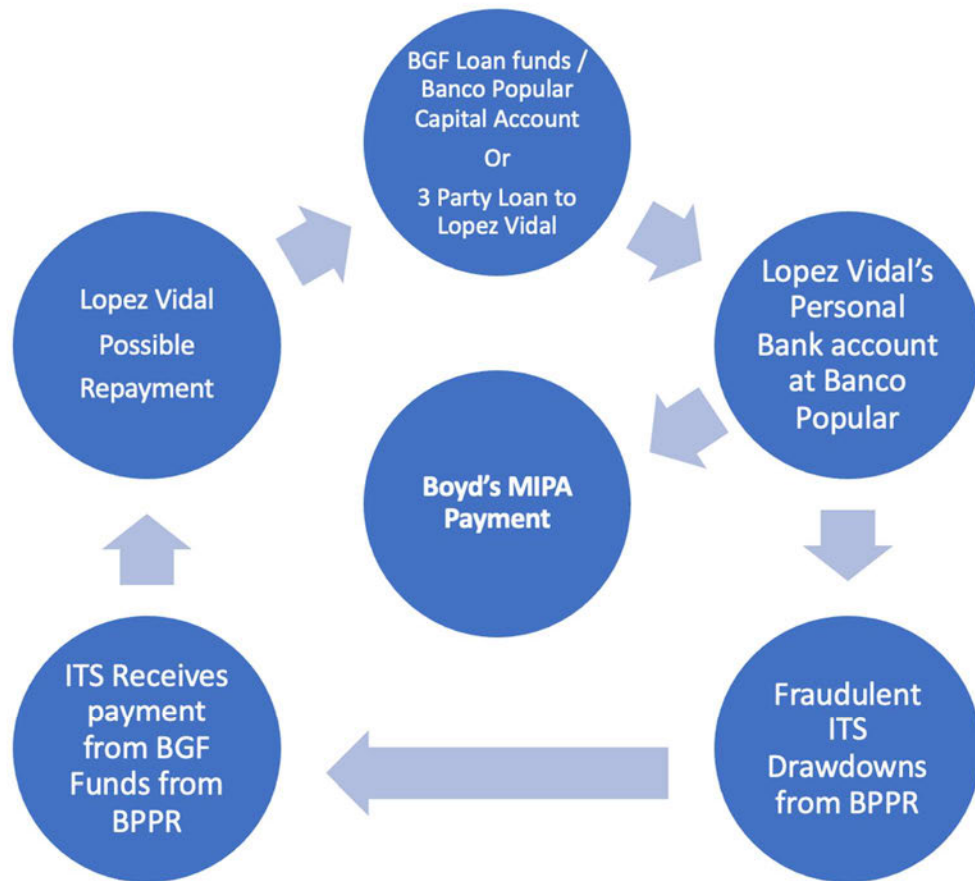 BGF Loan funds /
Banco Popular
Capital Account
Or
3 Party Loan to
Lopez Vidal
Lopez Vidal’s
Personal
Bank account
at Banco
Popular
Fraudulent
ITS
Drawdowns
from BPPR
ITS Receives
payment
from BGF
Funds from
BPPR
Lopez Vidal
Possible
Repayment
Boyd’s MIPA
Payment